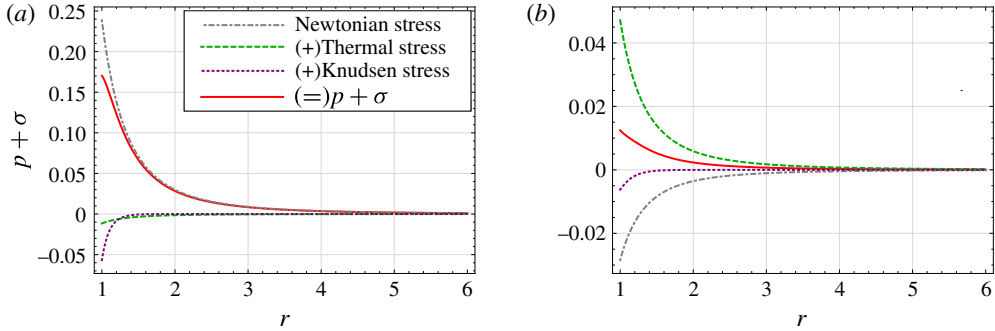 (a)
0.25
0.20
0.15
0.10
0.05
0
−0.05
p + σ
Newtonian stress
(+)Thermal stress
(+)Knudsen stress
(=)p + σ
1 2 3 4 5 6
r
(b)
0.04
0.02
0
−0.02
1 2 3 4 5 6
r